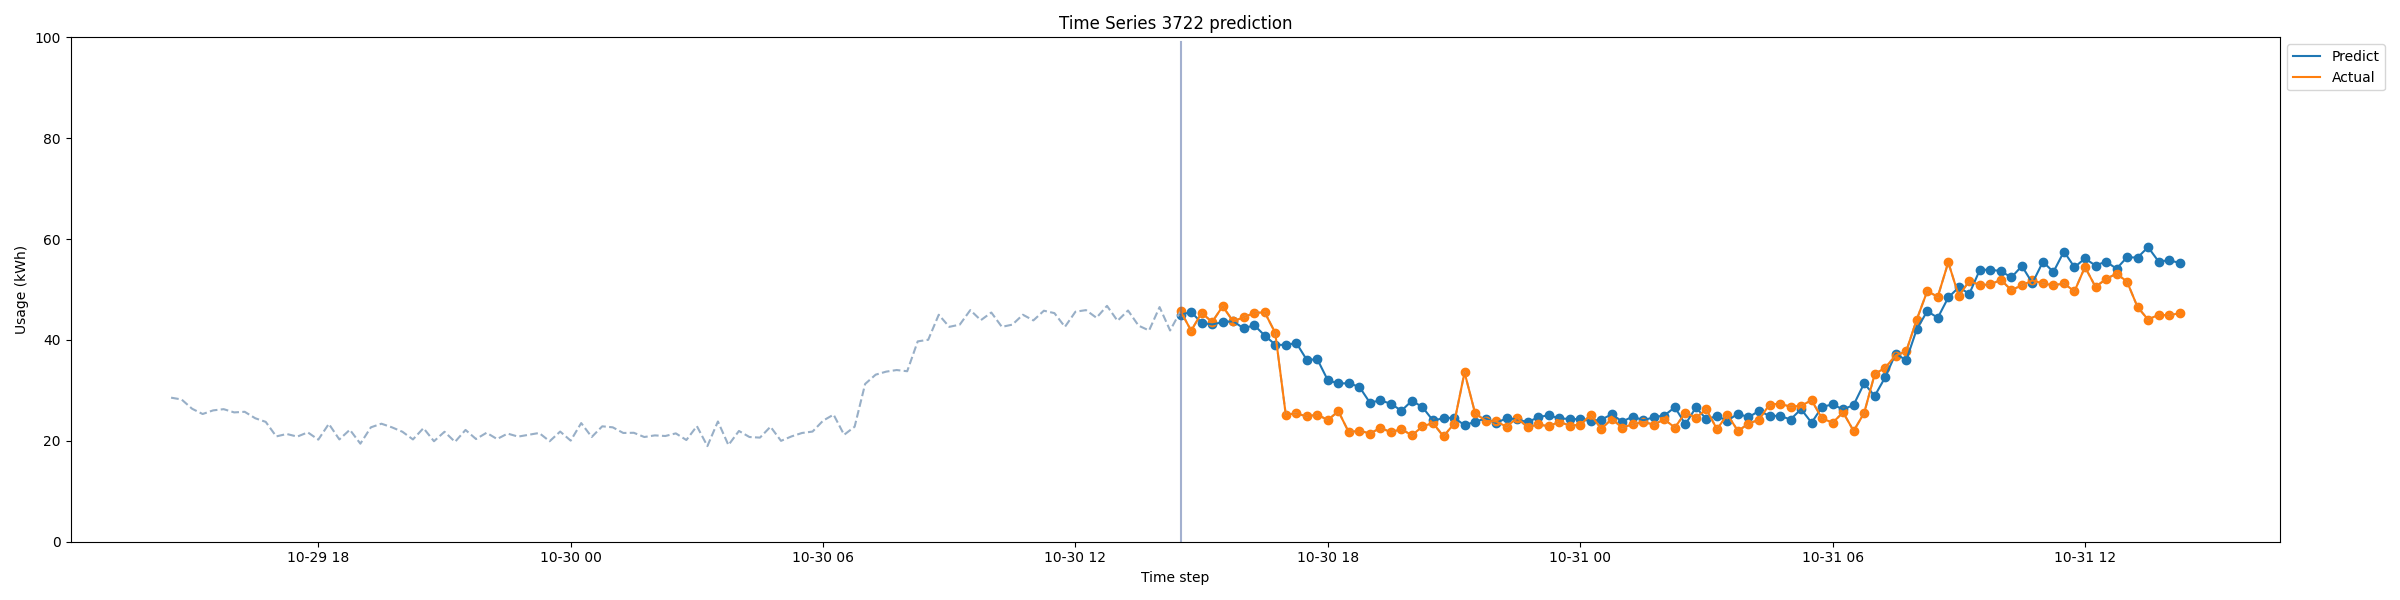 Time Series 3722 prediction
Predict
Actual
100
80
60
40
20
0
Usage (kWh)
10-29 18
10-30 00
10-30 06
10-30 12
10-30 18
10-31 00
10-31 06
10-31 12
Time step